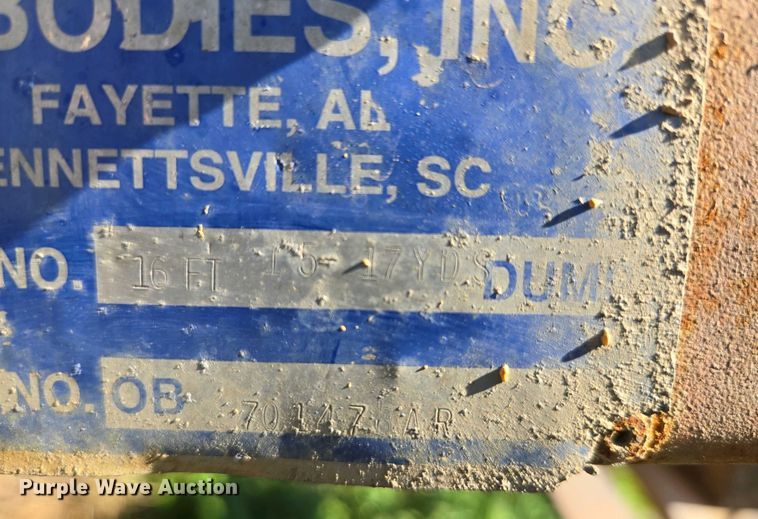 BODIES, INC
FAYETTE, AL
ENNETTSVILLE, SC
NO. 16 FT 15-17YDS DUM
NO. OB
Purple Wave Auction